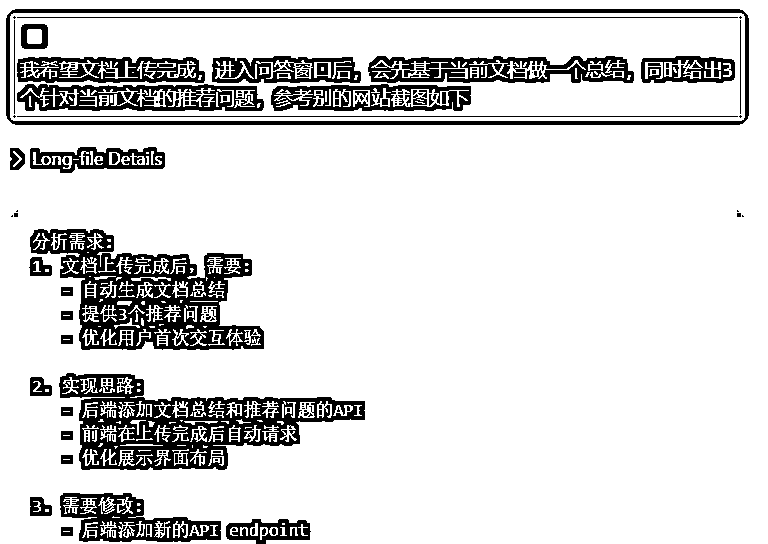 我希望文档上传完成，进入问答窗口后，会先基于当前文档做一个总结，同时给出3
个针对当前文档的推荐问题，参考别的网站截图如下
Long-file Details
分析需求：
1. 文档上传完成后，需要：
- 自动生成文档总结
- 提供3个推荐问题
- 优化用户首次交互体验
2. 实现思路：
- 后端添加文档总结和推荐问题的API
- 前端在上传完成后自动请求
- 优化展示界面布局
3. 需要修改：
- 后端添加新的API endpoint